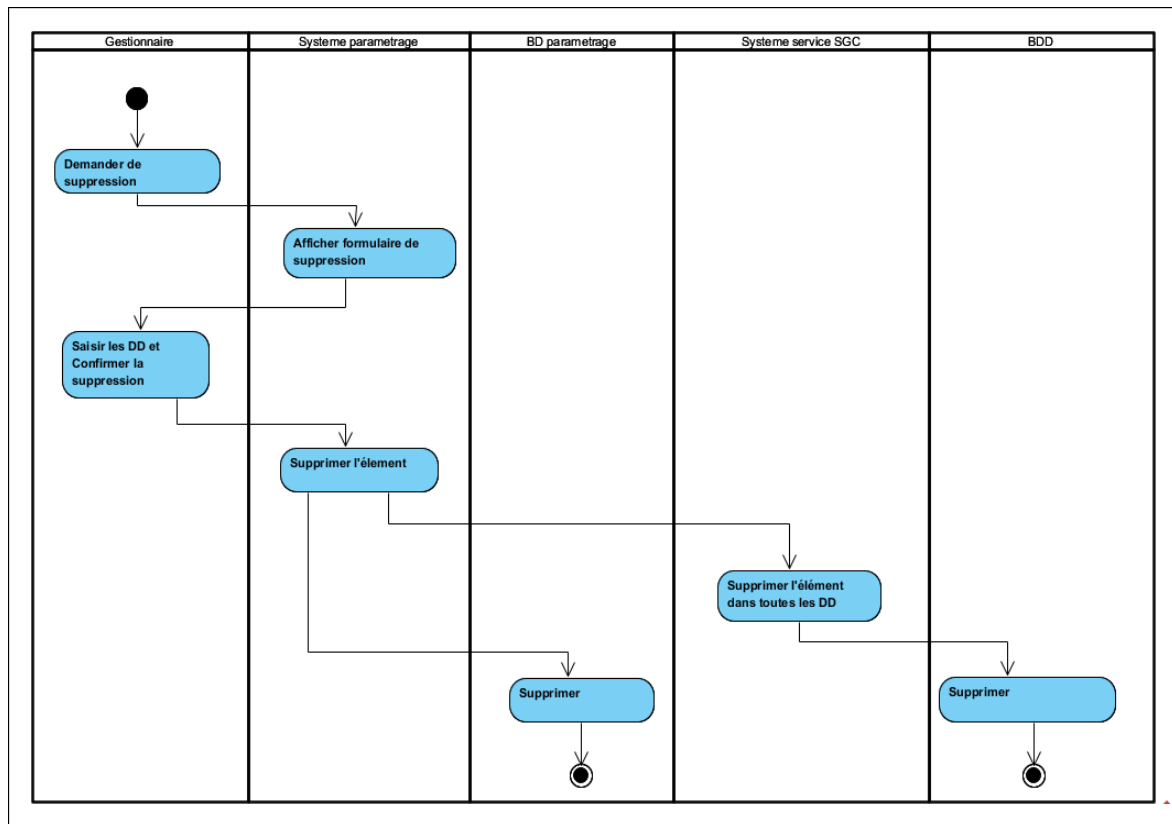 Gestionnaire
Systeme parametrage
BD parametrage
Systeme service SGC
BDD
Demander de
suppression
Afficher formulaire de
suppression
Saisir les DD et
Confirmer la
suppression
Supprimer l'élement
Supprimer l'élément
dans toutes les DD
Supprimer
Supprimer